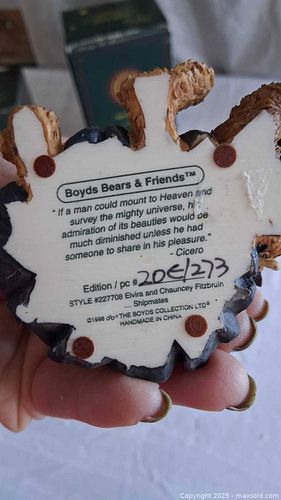 Boyds Bears & Friends™
"If a man could mount to Heaven and
survey the mighty universe, his
admiration of its beauties would be
much diminished unless he had
someone to share in his pleasure."
- Cicero
Edition / pc # 20E/273
STYLE #227708 Elvira and Chauncey Fitzbruin
... Shipmates
©1998 THE BOYDS COLLECTION LTD®
HANDMADE IN CHINA
Copyright 2025 - maxsold.com